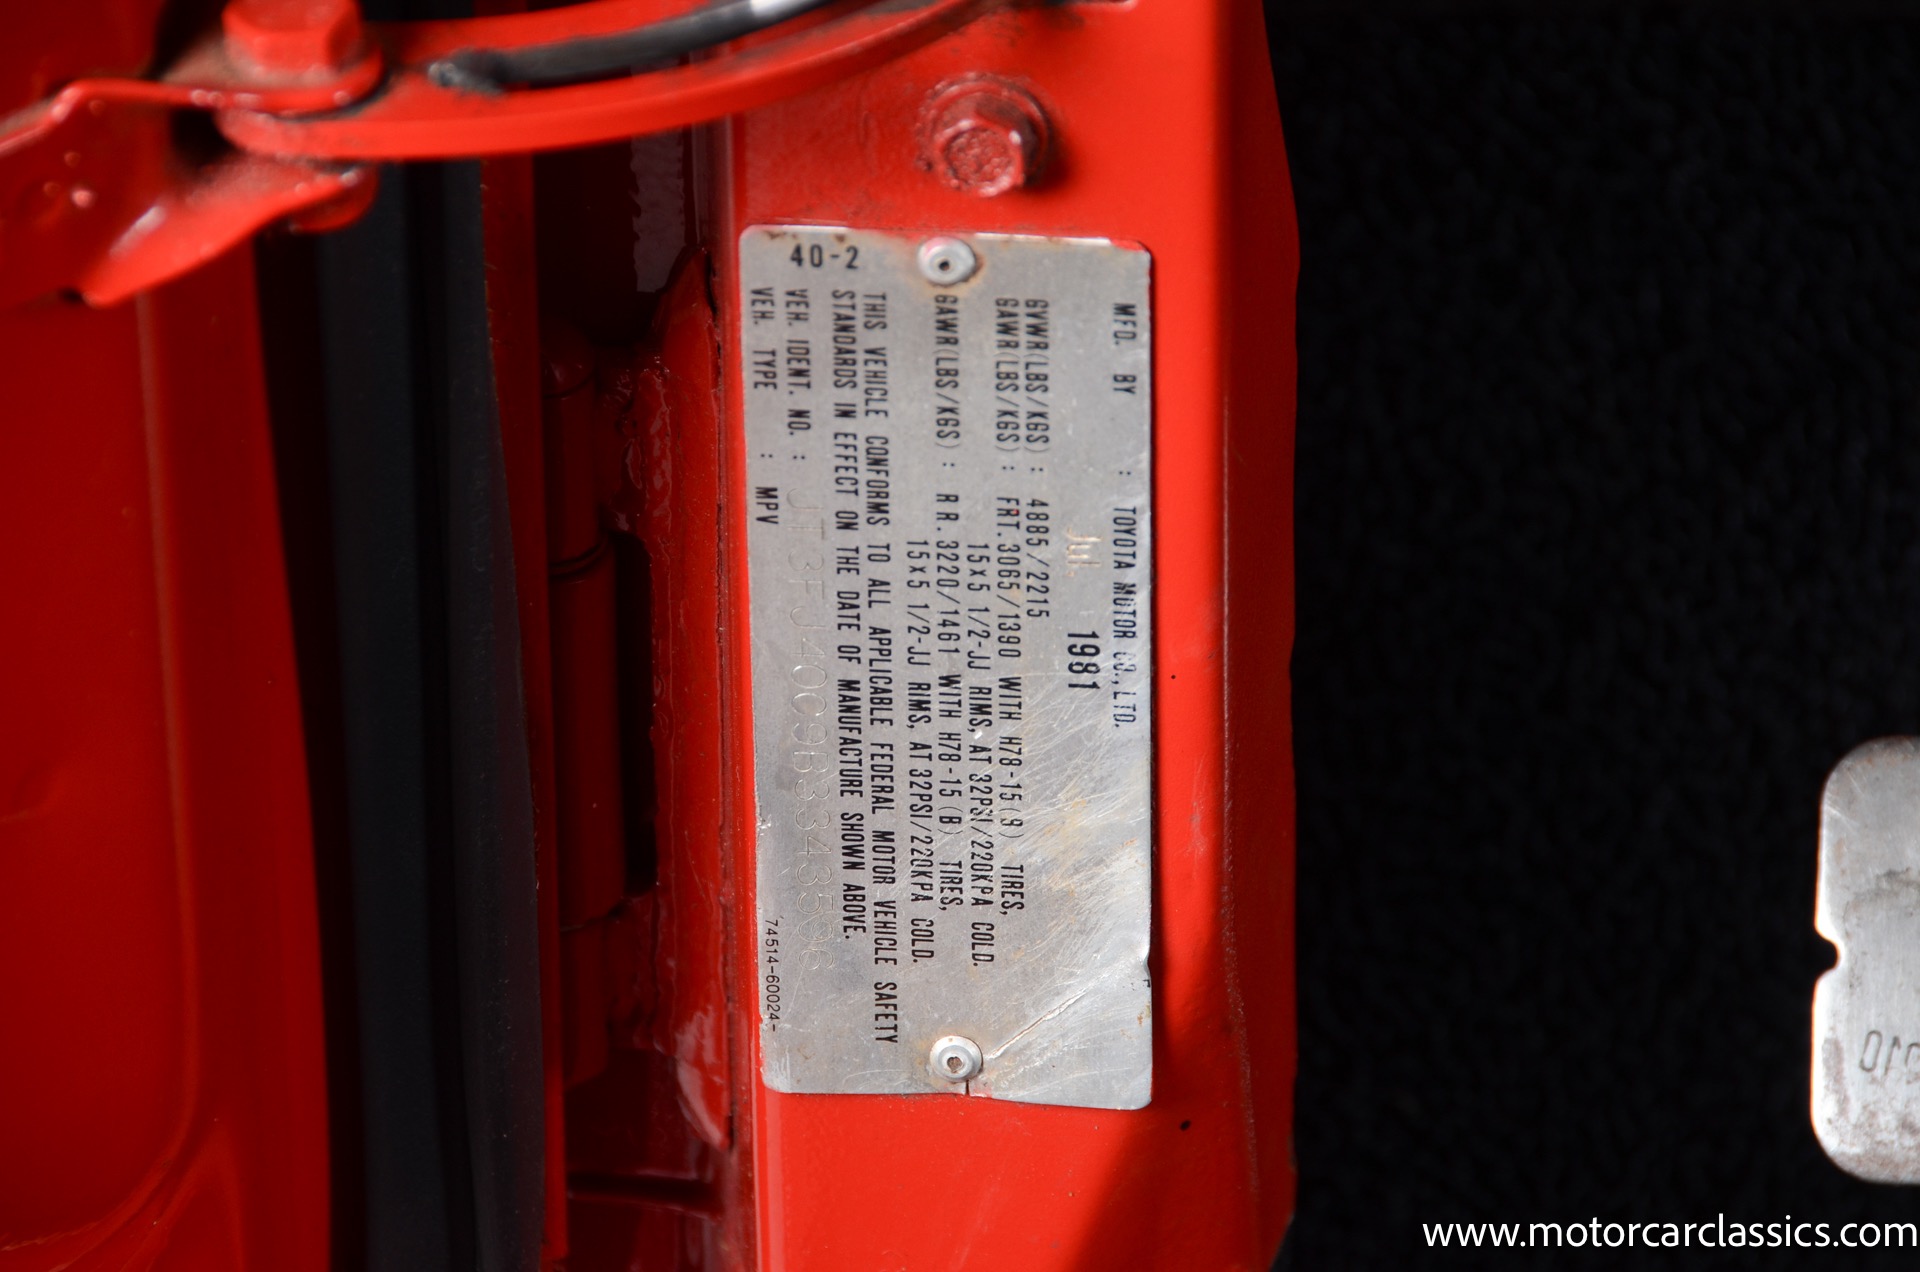 MFD. BY : TOYOTA MOTOR CO., LTD.
Jul. 1981
GVWR(LBS/KGS) : 4885/2215
GAWR(LBS/KGS) : FRT.3065/1390 WITH H78-15(B) TIRES,
15x5 1/2-JJ RIMS, AT 32PSI/220KPA COLD.
GAWR(LBS/KGS) : RR.3220/1461 WITH H78-15(B) TIRES,
15x5 1/2-JJ RIMS, AT 32PSI/220KPA COLD.
THIS VEHICLE CONFORMS TO ALL APPLICABLE FEDERAL MOTOR VEHICLE SAFETY
STANDARDS IN EFFECT ON THE DATE OF MANUFACTURE SHOWN ABOVE.
VEH. IDENT. NO. : JT3FJ40C9B3343596
VEH. TYPE : MPV
74514-60024-
40-2
www.motorcarclassics.com